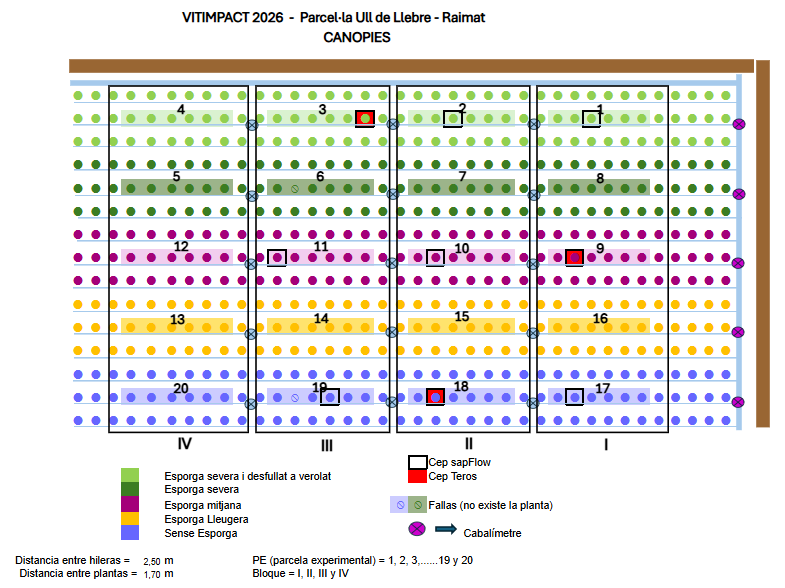 VITIMPACT 2026 - Parcel·la Ull de Llebre - Raimat
CANOPIES
4 3 2 1
5 6 7 8
12 11 10 9
13 14 15 16
20 19 18 17
IV III II I
Esporga severa i desfullat a verolat
Esporga severa
Esporga mitjana
Esporga Lleugera
Sense Esporga
Cep sapFlow
Cep Teros
Fallas (no existe la planta)
Cabalímetre
Distancia entre hileras = 2,50 m
Distancia entre plantas = 1,70 m
PE (parcela experimental) = 1, 2, 3,......19 y 20
Bloque = I, II, III y IV